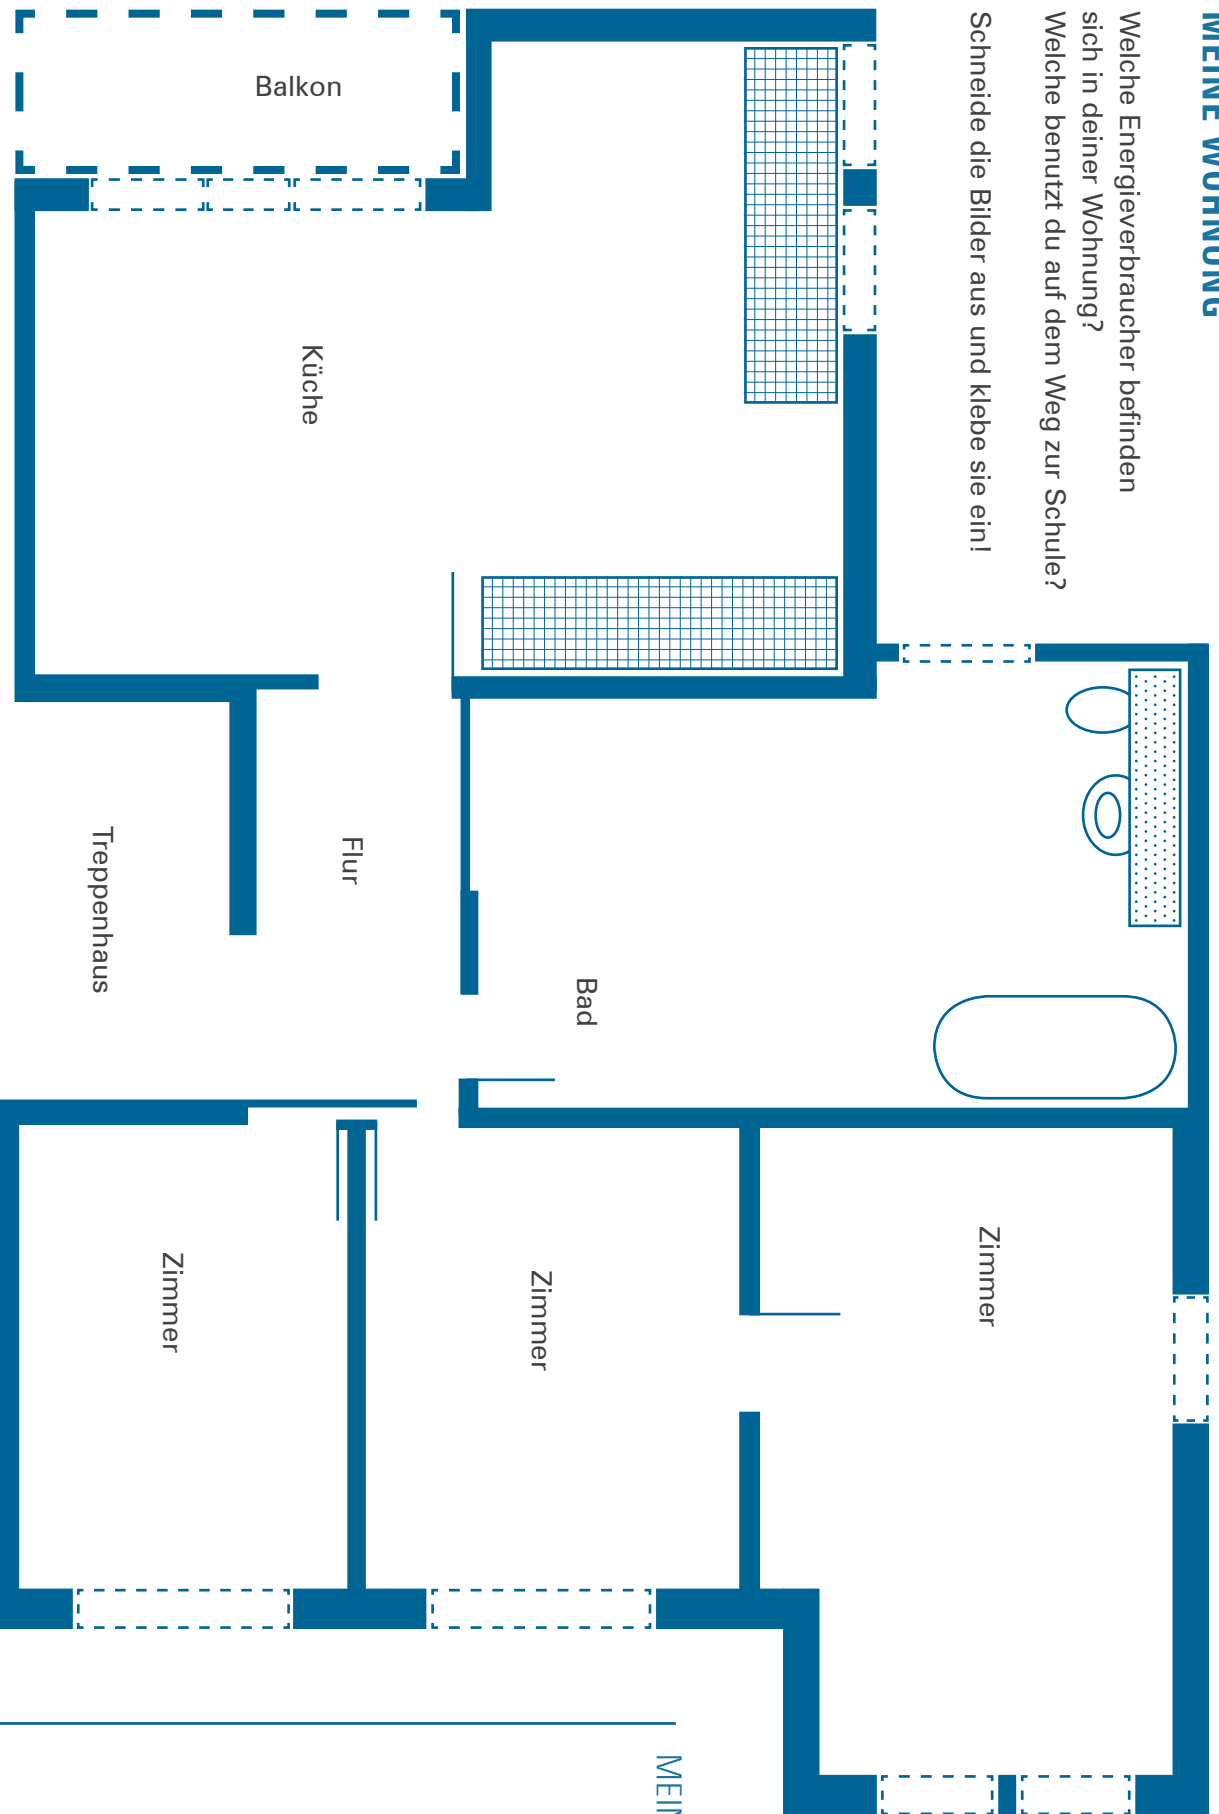 MEINE WOHNUNG
Welche Energieverbraucher befinden
sich in deiner Wohnung?
Welche benutzt du auf dem Weg zur Schule?
Schneide die Bilder aus und klebe sie ein!
Balkon
Küche
Treppenhaus
Flur
Bad
Zimmer
Zimmer
Zimmer
MEIN